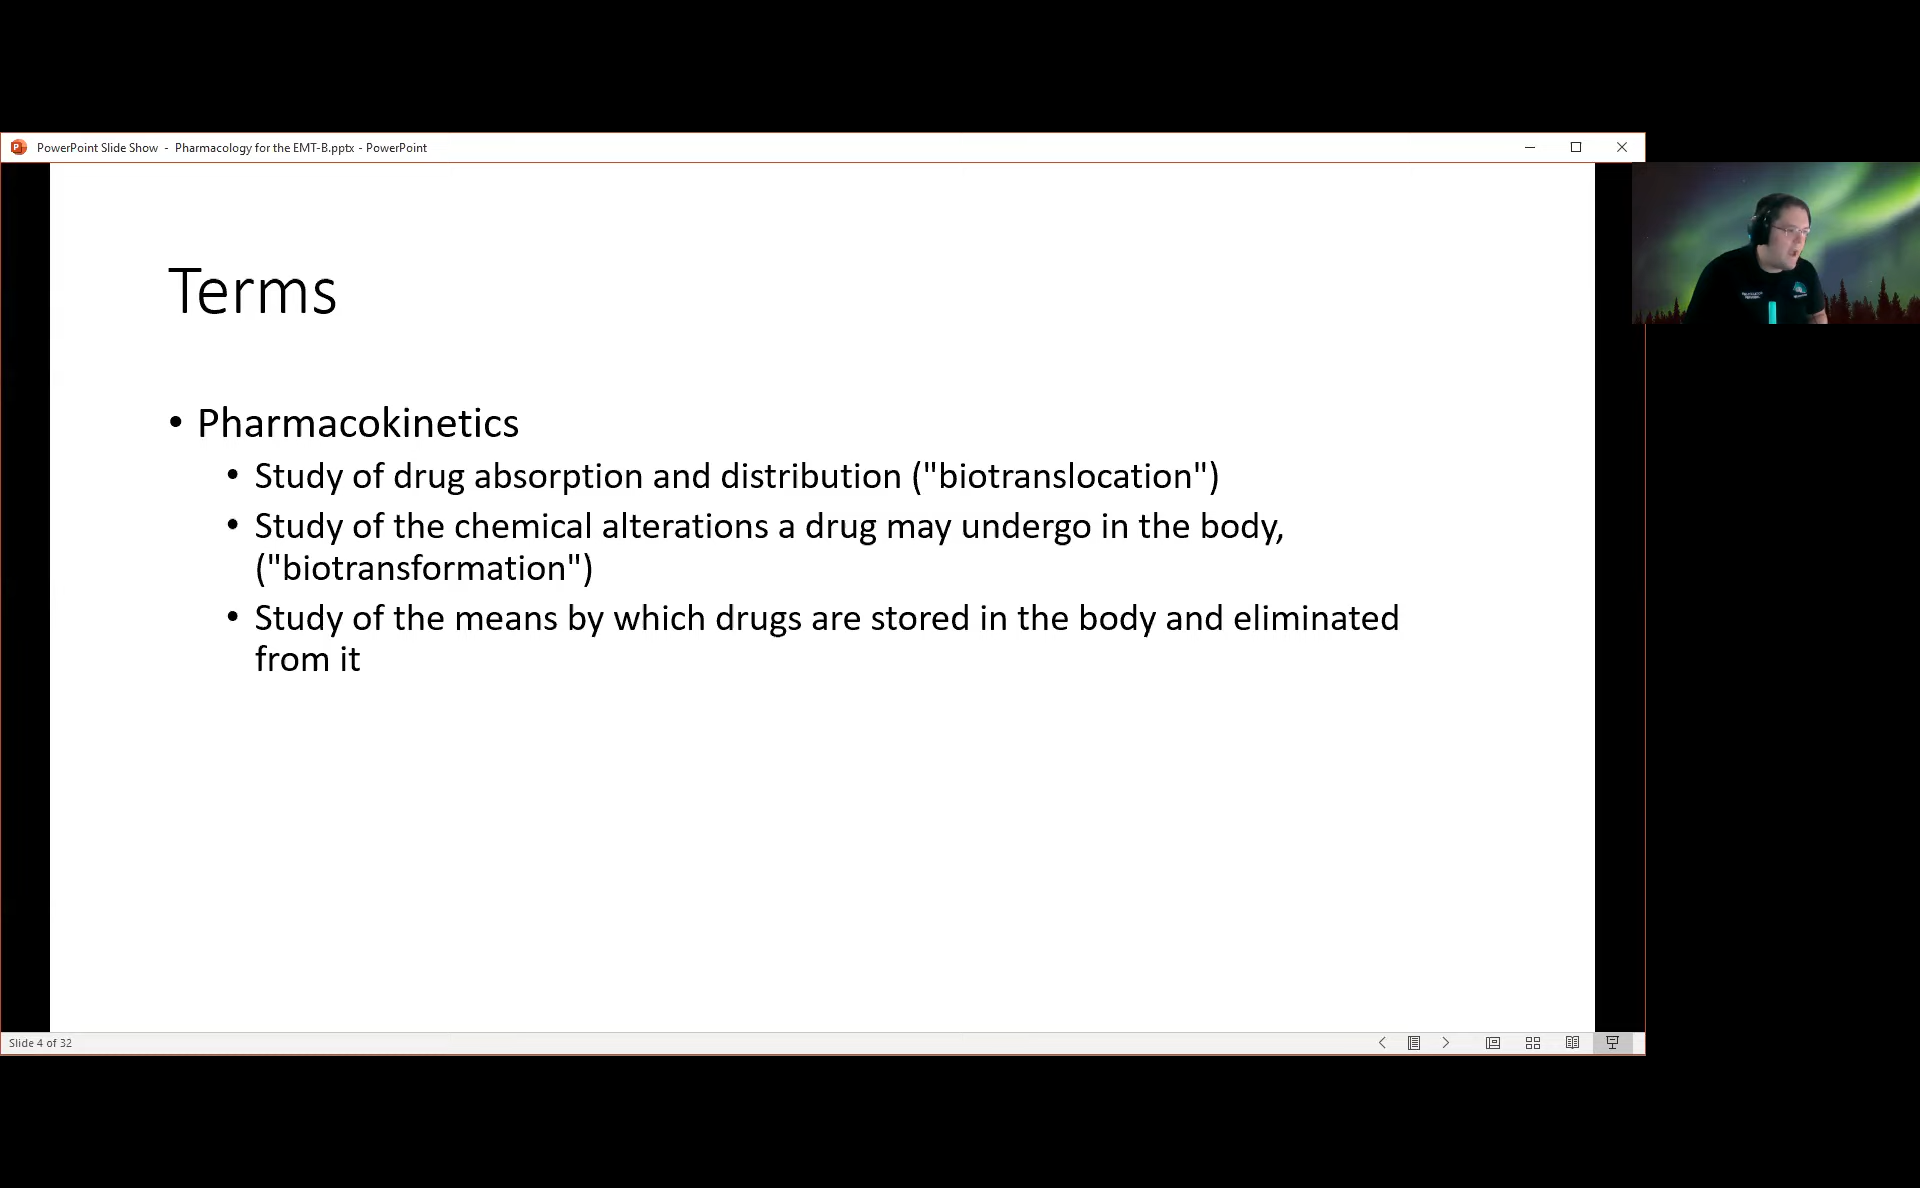 PowerPoint Slide Show - Pharmacology for the EMT-B.pptx - PowerPoint
Terms
• Pharmacokinetics
• Study of drug absorption and distribution ("biotranslocation")
• Study of the chemical alterations a drug may undergo in the body,
("biotransformation")
• Study of the means by which drugs are stored in the body and eliminated
from it
Slide 4 of 32